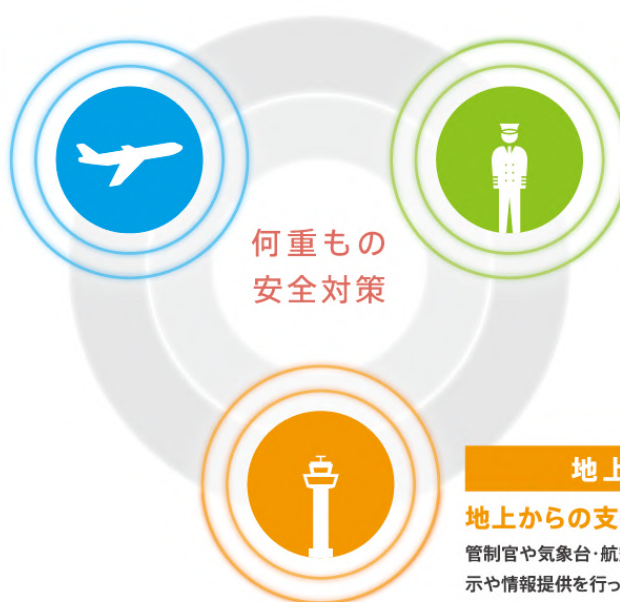 何重もの
安全対策
地上
地上からの支
管制官や気象台・航
示や情報提供を行っ